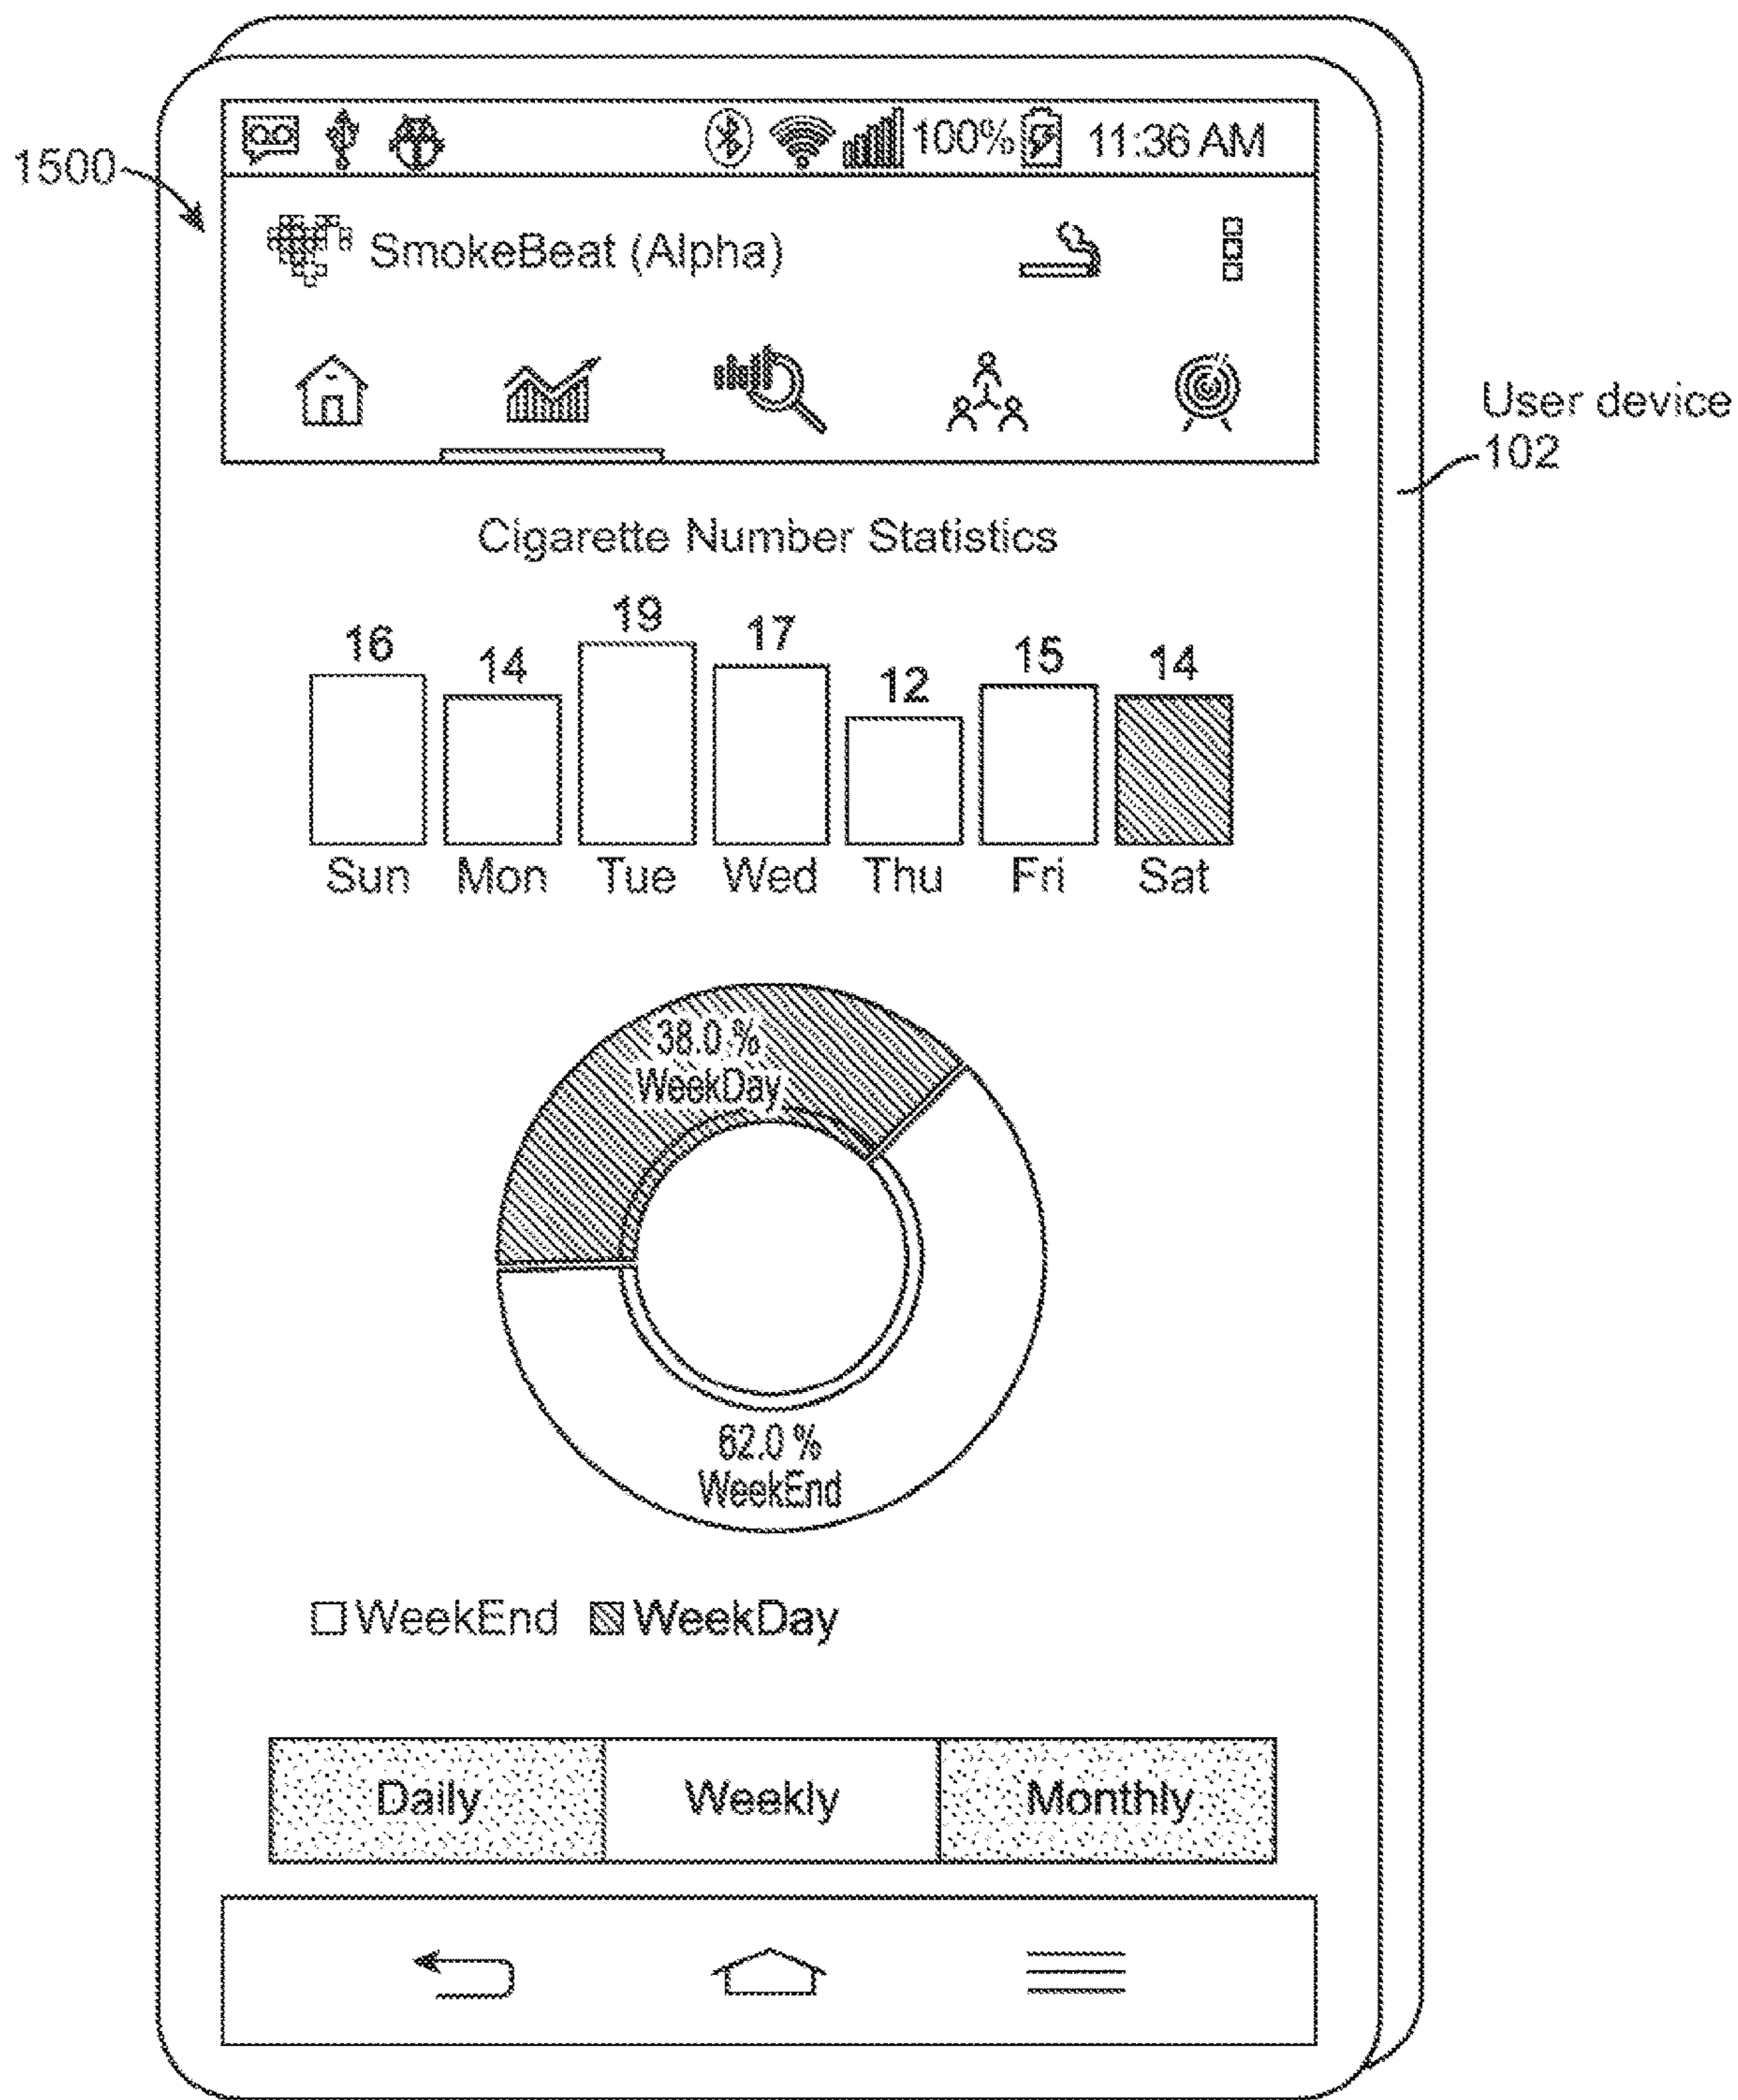 100% 11:36 AM
1500
SmokeBeat (Alpha)
User device
102
Cigarette Number Statistics
16 14 19 17 12 15 14
Sun Mon Tue Wed Thu Fri Sat
38.0 %
WeekDay
62.0 %
WeekEnd
WeekEnd WeekDay
Daily Weekly Monthly